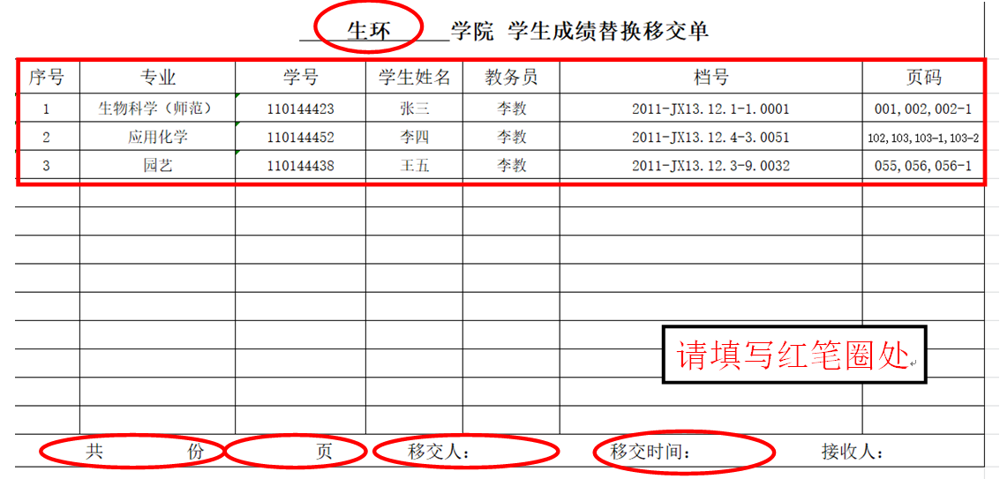 生环 学院 学生成绩替换移交单
序号 专业 学号 学生姓名 教务员 档号 页码
1 生物科学（师范） 110144423 张三 李教 2011-JX13.12.1-1.0001 001,002,002-1
2 应用化学 110144452 李四 李教 2011-JX13.12.4-3.0051 102,103,103-1,103-2
3 园艺 110144438 王五 李教 2011-JX13.12.3-9.0032 055,056,056-1
请填写红笔圈处
共 份 页 移交人： 移交时间： 接收人：